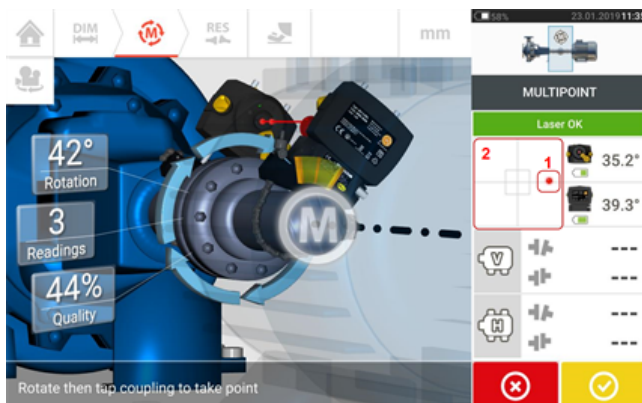 DIM
M
RES
mm
58%
23.01.2019 11:35
MULTIPOINT
Laser OK
2
1
35.2°
39.3°
42°
Rotation
3
Readings
44%
Quality
M
V
---
---
H
---
---
Rotate then tap coupling to take point